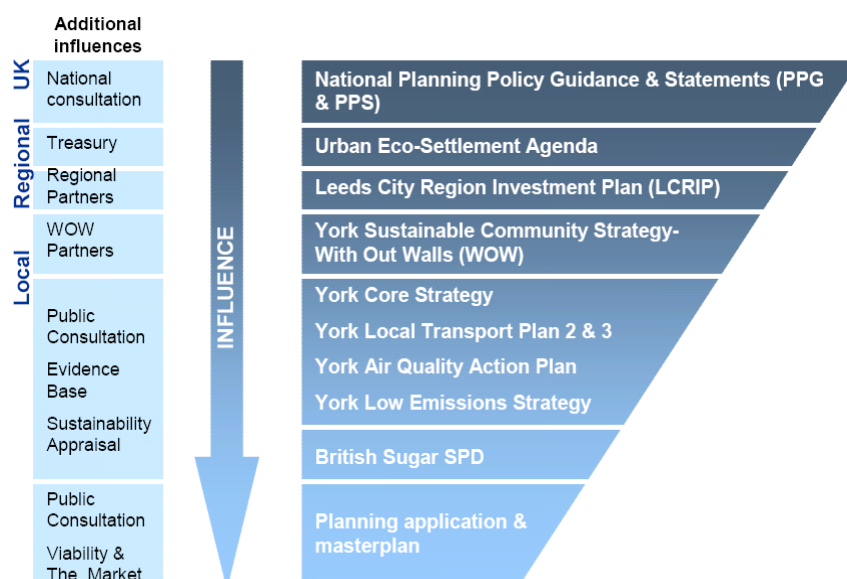 Additional
influences
UK
National
consultation
National Planning Policy Guidance & Statements (PPG
& PPS)
Regional
Treasury
Urban Eco-Settlement Agenda
Regional
Partners
Leeds City Region Investment Plan (LCRIP)
Local
WOW
Partners
York Sustainable Community Strategy-
With Out Walls (WOW)
INFLUENCE
Public
Consultation
Evidence
Base
Sustainability
Appraisal
York Core Strategy
York Local Transport Plan 2 & 3
York Air Quality Action Plan
York Low Emissions Strategy
British Sugar SPD
Public
Consultation
Viability &
The Market
Planning application &
masterplan